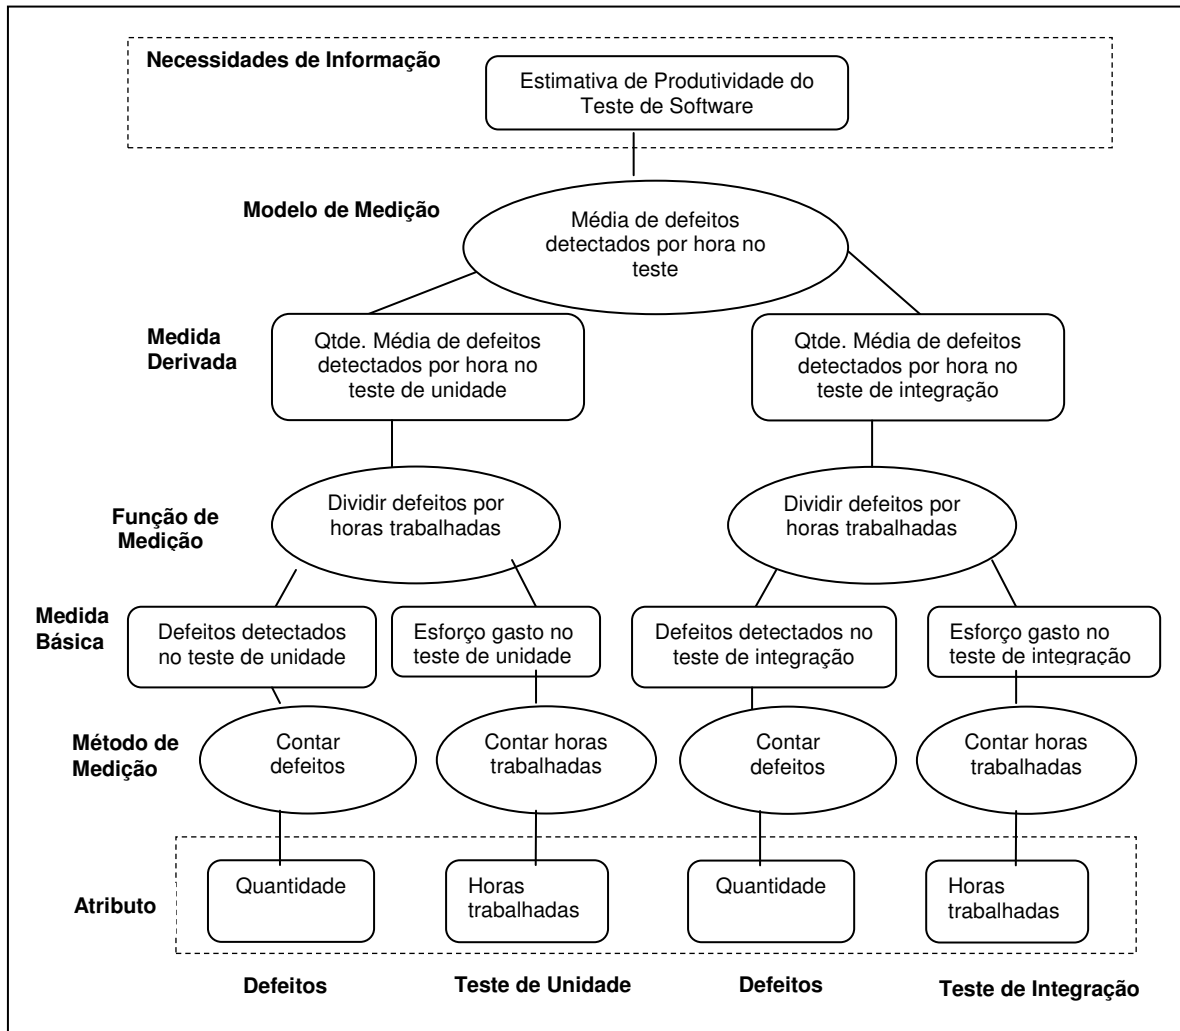 Necessidades de Informação
Estimativa de Produtividade do
Teste de Software
Modelo de Medição
Média de defeitos
detectados por hora no
teste
Medida
Derivada
Qtde. Média de defeitos
detectados por hora no
teste de unidade
Qtde. Média de defeitos
detectados por hora no
teste de integração
Função de
Medição
Dividir defeitos por
horas trabalhadas
Dividir defeitos por
horas trabalhadas
Medida
Básica
Defeitos detectados
no teste de unidade
Esforço gasto no
teste de unidade
Defeitos detectados no
teste de integração
Esforço gasto no
teste de integração
Método de
Medição
Contar
defeitos
Contar horas
trabalhadas
Contar
defeitos
Contar horas
trabalhadas
Atributo
Quantidade
Horas
trabalhadas
Quantidade
Horas
trabalhadas
Defeitos
Teste de Unidade
Defeitos
Teste de Integração